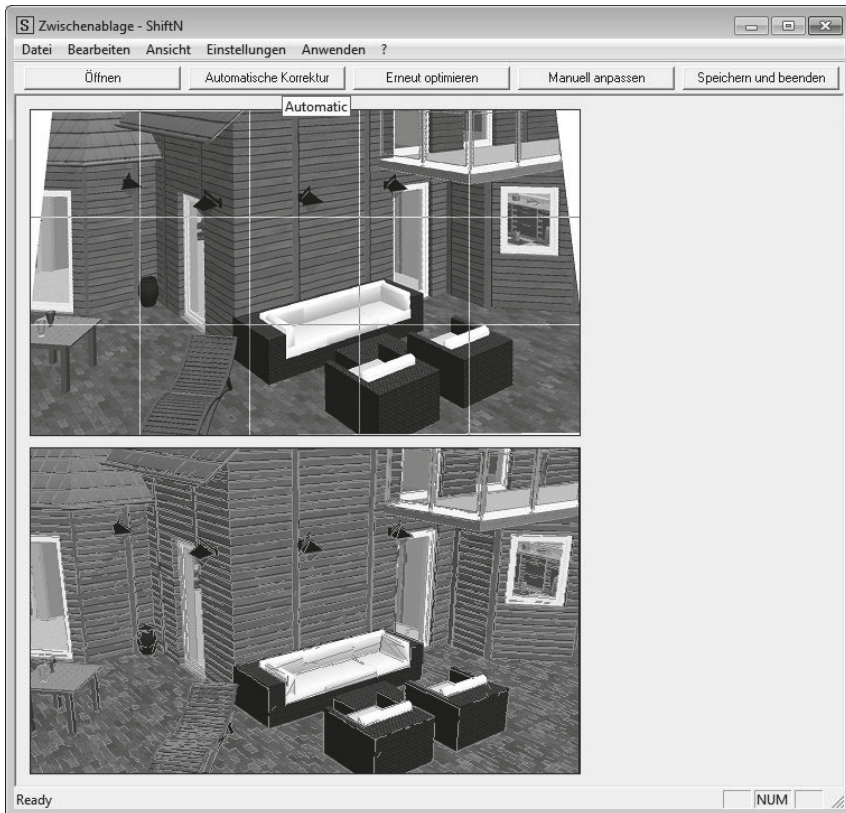 S Zwischenablage - ShiftN
Datei Bearbeiten Ansicht Einstellungen Anwenden ?
Öffnen Automatische Korrektur Erneut optimieren Manuell anpassen Speichern und beenden
Automatic
Ready NUM